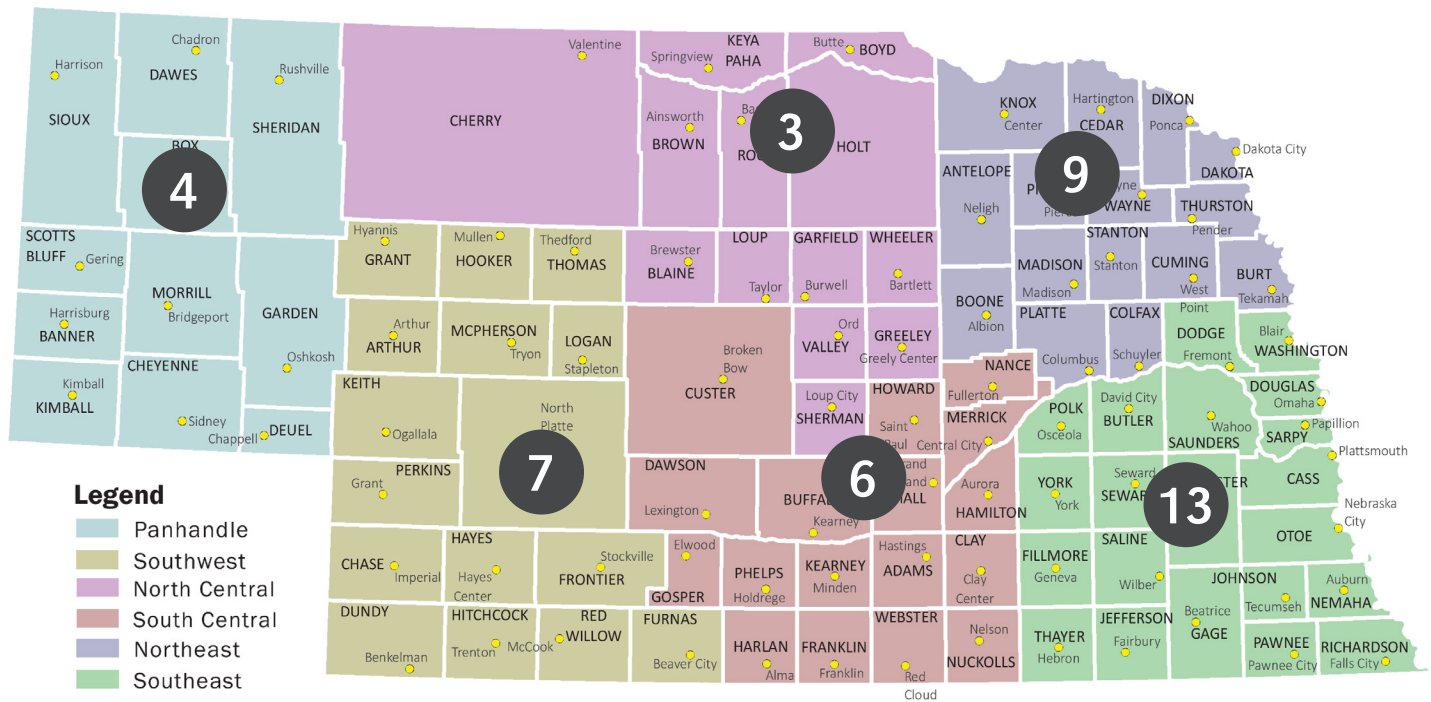 Harrison
SIOUX
Chadron
DAWES
Rushville
SHERIDAN
BOX
4
SCOTTS
BLUFF
Gering
Harrisburg
BANNER
Kimball
KIMBALL
MORRILL
Bridgeport
CHEYENNE
Sidney
GARDEN
Oshkosh
Chappell
DEUEL
CHERRY
Valentine
Springview
KEYA
PAHA
Butte
BOYD
Ainsworth
BROWN
3
HOLT
Brewster
BLAINE
LOUP
Taylor
GARFIELD
Burwell
WHEELER
Bartlett
Ord
VALLEY
GREELEY
Greely Center
Loup City
SHERMAN
Hyannis
GRANT
Mullen
HOOKER
Thedford
THOMAS
Arthur
ARTHUR
MCPHERSON
Tryon
LOGAN
Stapleton
KEITH
Ogallala
North
Platte
7
PERKINS
Grant
CHASE
Imperial
HAYES
Hayes
Center
Stockville
FRONTIER
DUNDY
Benkelman
HITCHCOCK
Trenton
RED
WILLOW
McCook
FURNAS
Beaver City
Broken
Bow
CUSTER
HOWARD
Saint
Paul
NANCE
Fullerton
MERRICK
Central City
DAWSON
Lexington
6
Kearney
HALL
Aurora
HAMILTON
Elwood
GOSPER
PHELPS
Holdrege
KEARNEY
Minden
Hastings
ADAMS
CLAY
Clay
Center
HARLAN
Alma
FRANKLIN
Franklin
WEBSTER
Red
Cloud
Nelson
NUCKOLLS
KNOX
Center
Hartington
CEDAR
DIXON
Ponca
Dakota City
DAKOTA
ANTELOPE
Neligh
9
WAYNE
THURSTON
Pender
MADISON
Madison
STANTON
Stanton
CUMING
West
Point
BURT
Tekamah
BOONE
Albion
PLATTE
Columbus
COLFAX
Schuyler
DODGE
Fremont
Blair
WASHINGTON
DOUGLAS
Omaha
Papillion
SARPY
Plattsmouth
CASS
POLK
Osceola
David City
BUTLER
Wahoo
SAUNDERS
YORK
York
Seward
13
Nebraska
City
OTOE
FILLMORE
Geneva
SALINE
Wilber
JOHNSON
Tecumseh
Auburn
NEMAHA
THAYER
Hebron
JEFFERSON
Fairbury
Beatrice
GAGE
PAWNEE
Pawnee City
RICHARDSON
Falls City
Legend
Panhandle
Southwest
North Central
South Central
Northeast
Southeast